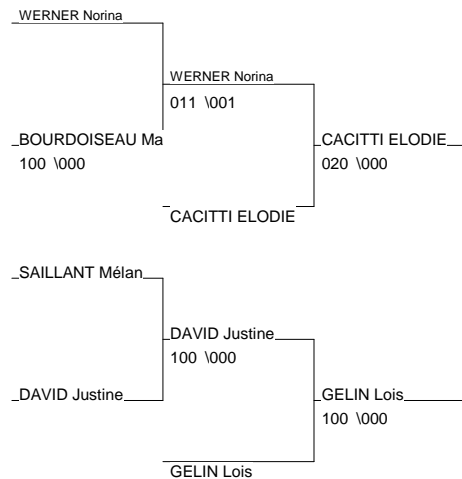 WERNER Norina
WERNER Norina
011 \001
BOURDOISEAU Ma
100 \000
CACITTI ELODIE
020 \000
CACITTI ELODIE
SAILLANT Mélan
DAVID Justine
100 \000
DAVID Justine
GELIN Lois
100 \000
GELIN Lois